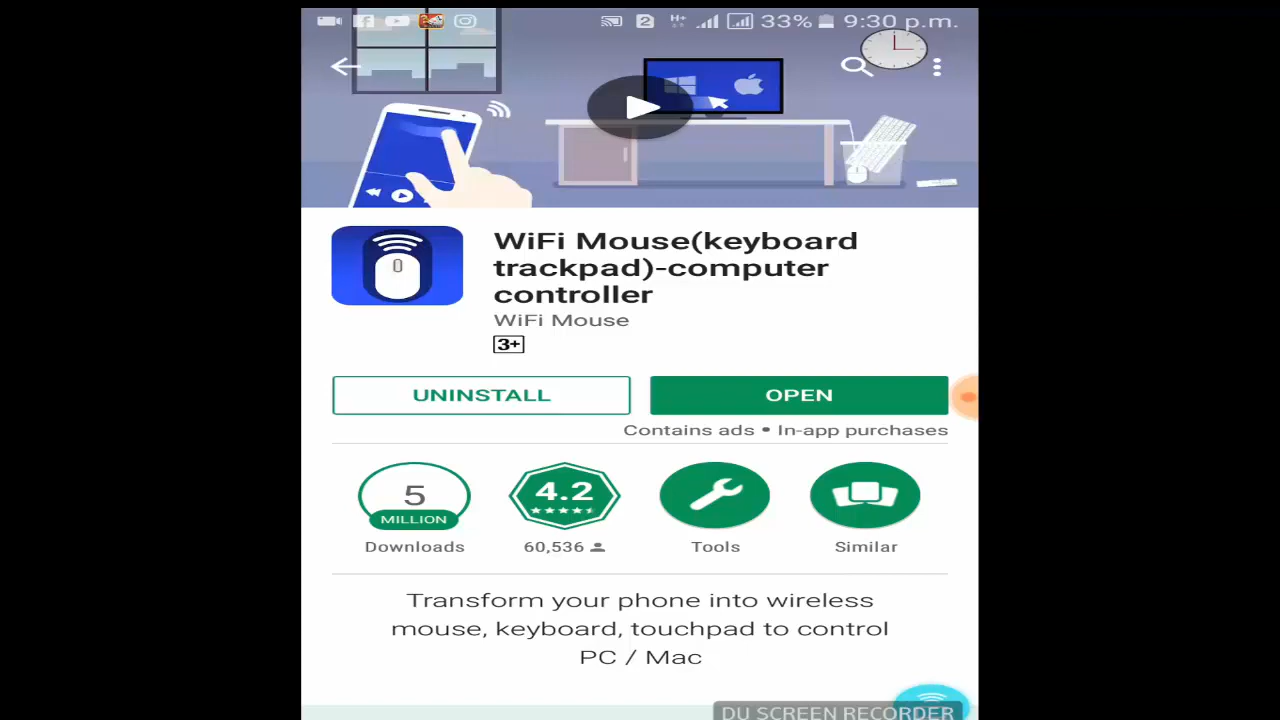 2 H+ 33% 9:30 p.m.
WiFi Mouse(keyboard
trackpad)-computer
controller
WiFi Mouse
3+
UNINSTALL
OPEN
Contains ads • In-app purchases
5
MILLION
Downloads
4.2
60,536
Tools
Similar
Transform your phone into wireless
mouse, keyboard, touchpad to control
PC / Mac
DU SCREEN RECORDER